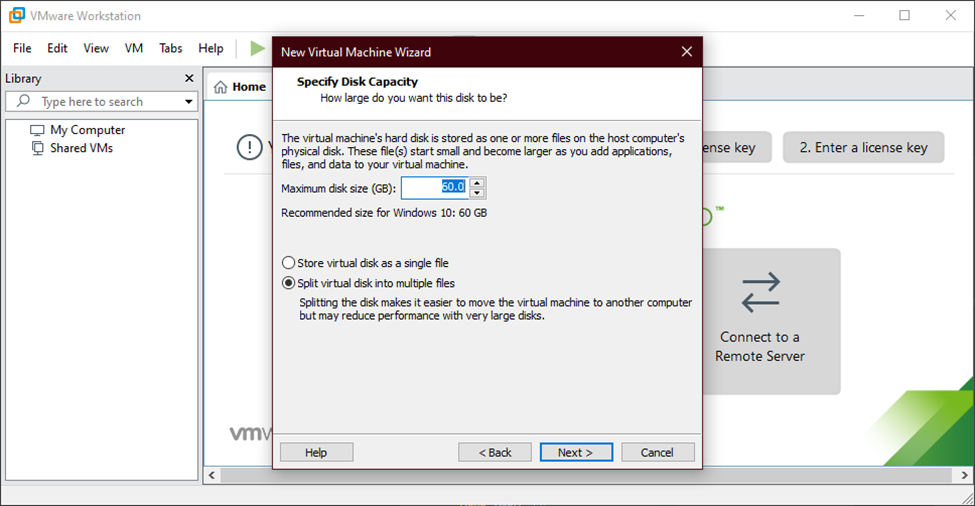 VMware Workstation
File Edit View VM Tabs Help
Library
Type here to search
My Computer
Shared VMs
Home
New Virtual Machine Wizard
Specify Disk Capacity
How large do you want this disk to be?
The virtual machine's hard disk is stored as one or more files on the host computer's
physical disk. These file(s) start small and become larger as you add applications,
files, and data to your virtual machine.
Maximum disk size (GB): 60.0
Recommended size for Windows 10: 60 GB
Store virtual disk as a single file
Split virtual disk into multiple files
Splitting the disk makes it easier to move the virtual machine to another computer
but may reduce performance with very large disks.
Help < Back Next > Cancel
key
2. Enter a license key
™
Connect to a
Remote Server